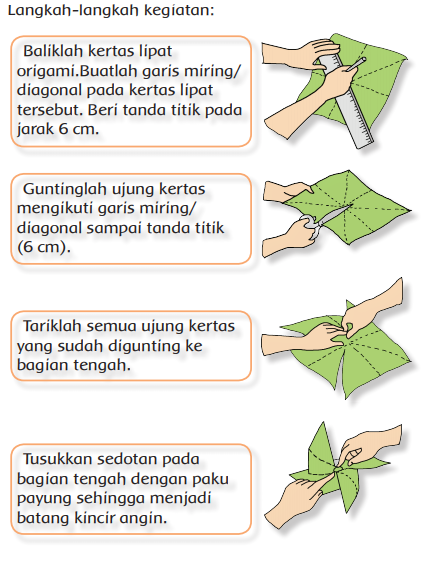 Langkah-langkah kegiatan:
Baliklah kertas lipat
origami.Buatlah garis miring/
diagonal pada kertas lipat
tersebut. Beri tanda titik pada
jarak 6 cm.
Guntinglah ujung kertas
mengikuti garis miring/
diagonal sampai tanda titik
(6 cm).
Tariklah semua ujung kertas
yang sudah digunting ke
bagian tengah.
Tusukkan sedotan pada
bagian tengah dengan paku
payung sehingga menjadi
batang kincir angin.